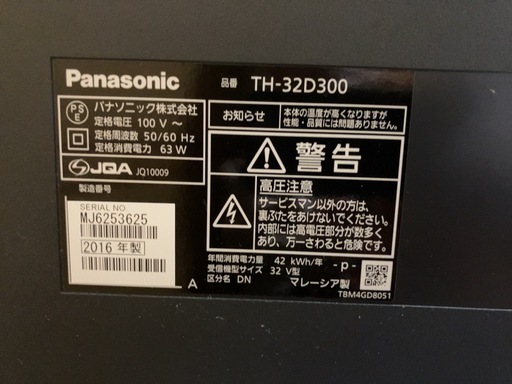 Panasonic
品番 TH-32D300
PS
E
パナソニック株式会社
定格電圧 100 V ～
定格周波数 50/60 Hz
定格消費電力 63 W
JQA JQ10009
製造番号
SERIAL NO
MJ6253625
2016 年製
A
お知らせ
本体の温度が高くなりますが
性能・品質には問題ありません。
警告
高圧注意
サービスマン以外の方は
裏ぶたをあけないでください。
内部には高電圧部分が数多く
あり、万一さわると危険です。
年間消費電力量 42 kWh/年
受信機型サイズ 32 V型
区分名 DN
-p-
マレーシア製
TBM4GD8051